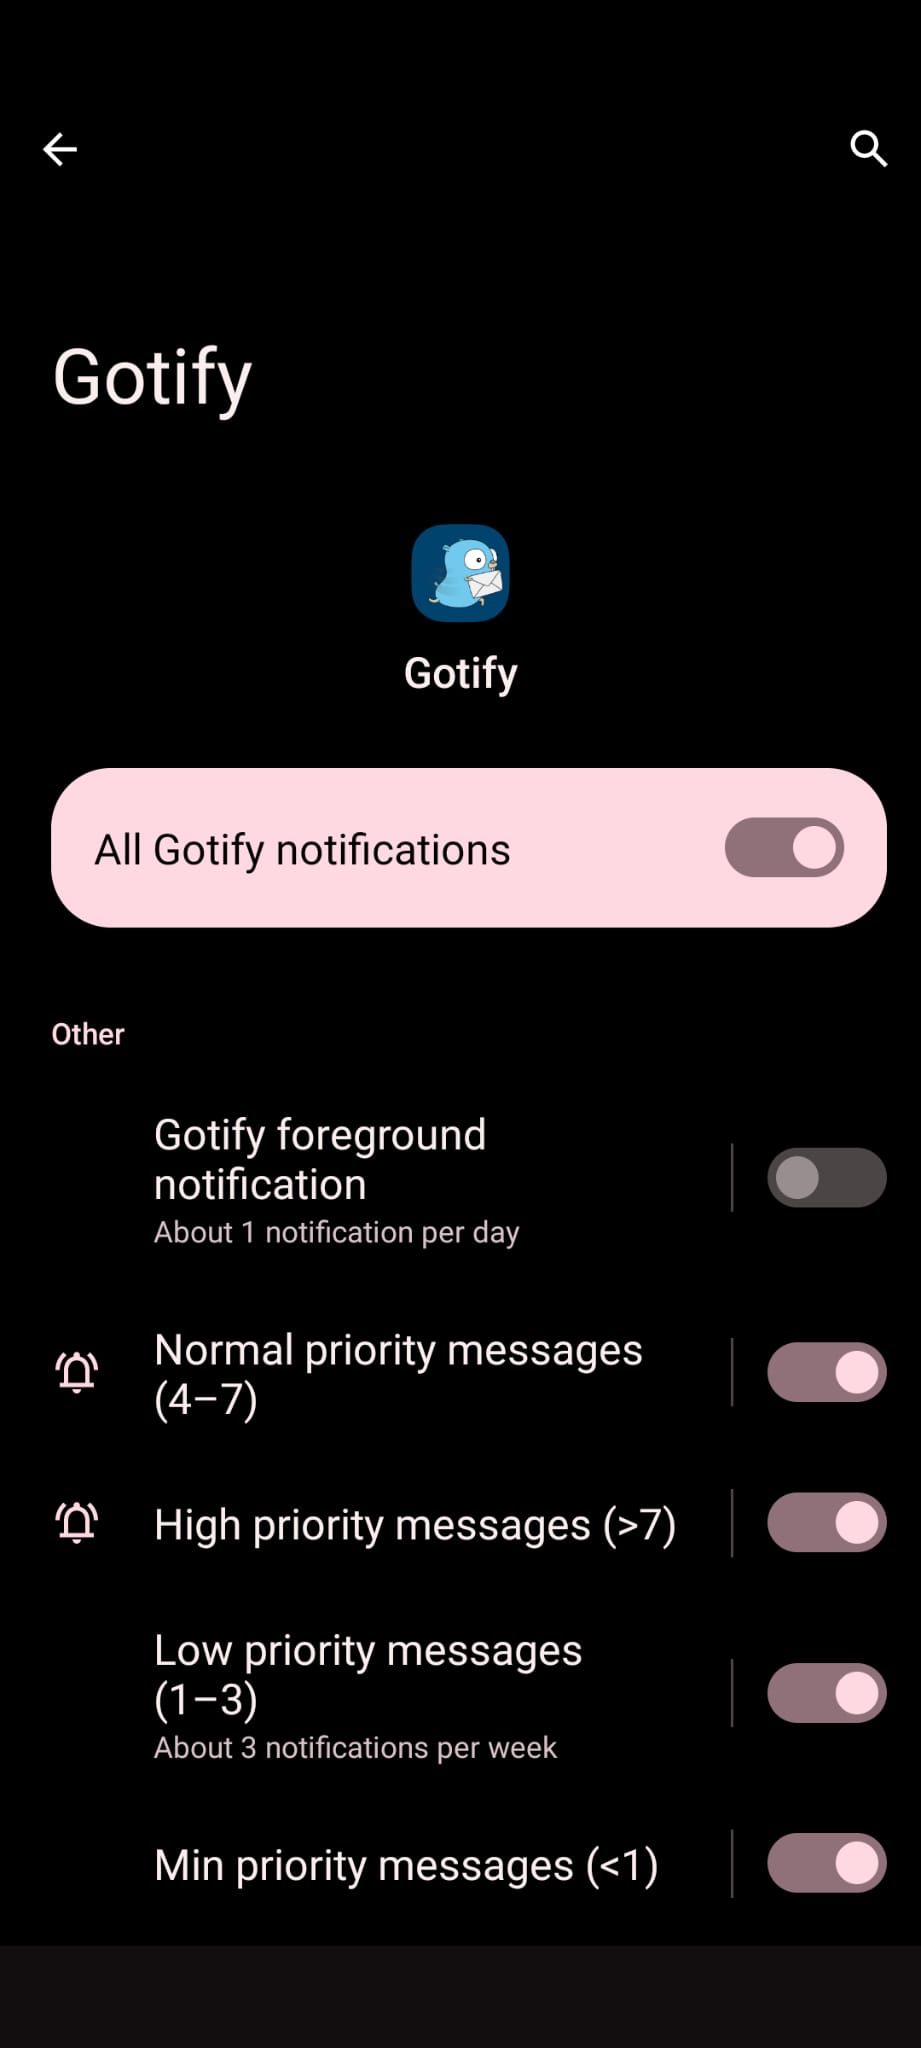 Gotify
Gotify
All Gotify notifications
Other
Gotify foreground
notification
About 1 notification per day
Normal priority messages
(4–7)
High priority messages (>7)
Low priority messages
(1–3)
About 3 notifications per week
Min priority messages (<1)